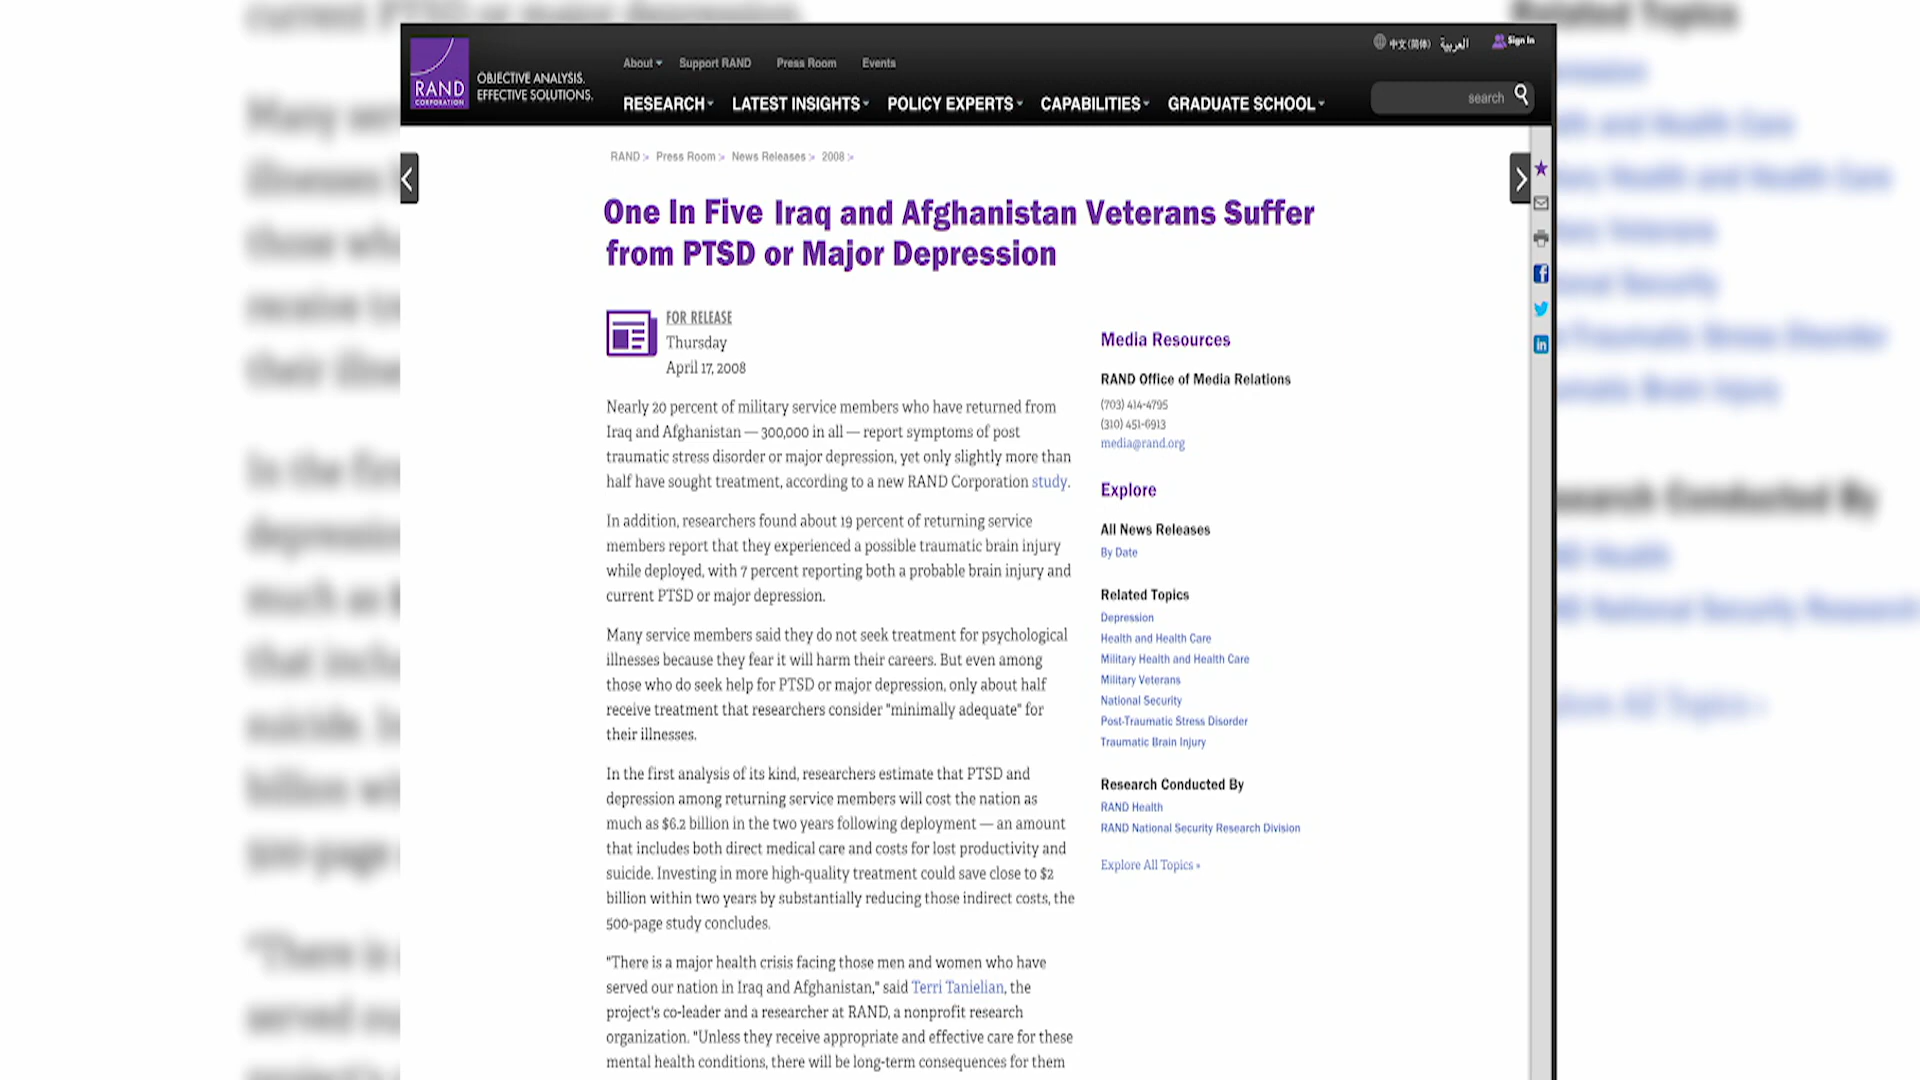 RAND
CORPORATION
OBJECTIVE ANALYSIS.
EFFECTIVE SOLUTIONS.
About Support RAND Press Room Events
中文(简体) العربية Sign In
RESEARCH LATEST INSIGHTS POLICY EXPERTS CAPABILITIES GRADUATE SCHOOL
search
RAND > Press Room > News Releases > 2008 >
One In Five Iraq and Afghanistan Veterans Suffer
from PTSD or Major Depression
FOR RELEASE
Thursday
April 17, 2008
Nearly 20 percent of military service members who have returned from
Iraq and Afghanistan — 300,000 in all — report symptoms of post
traumatic stress disorder or major depression, yet only slightly more than
half have sought treatment, according to a new RAND Corporation study.
In addition, researchers found about 19 percent of returning service
members report that they experienced a possible traumatic brain injury
while deployed, with 7 percent reporting both a probable brain injury and
current PTSD or major depression.
Many service members said they do not seek treatment for psychological
illnesses because they fear it will harm their careers. But even among
those who do seek help for PTSD or major depression, only about half
receive treatment that researchers consider "minimally adequate" for
their illnesses.
In the first analysis of its kind, researchers estimate that PTSD and
depression among returning service members will cost the nation as
much as $6.2 billion in the two years following deployment — an amount
that includes both direct medical care and costs for lost productivity and
suicide. Investing in more high-quality treatment could save close to $2
billion within two years by substantially reducing those indirect costs, the
500-page study concludes.
"There is a major health crisis facing those men and women who have
served our nation in Iraq and Afghanistan," said Terri Tanielian, the
project's co-leader and a researcher at RAND, a nonprofit research
organization. "Unless they receive appropriate and effective care for these
mental health conditions, there will be long-term consequences for them
Media Resources
RAND Office of Media Relations
(703) 414-4795
(310) 451-6913
media@rand.org
Explore
All News Releases
By Date
Related Topics
Depression
Health and Health Care
Military Health and Health Care
Military Veterans
National Security
Post-Traumatic Stress Disorder
Traumatic Brain Injury
Research Conducted By
RAND Health
RAND National Security Research Division
Explore All Topics »